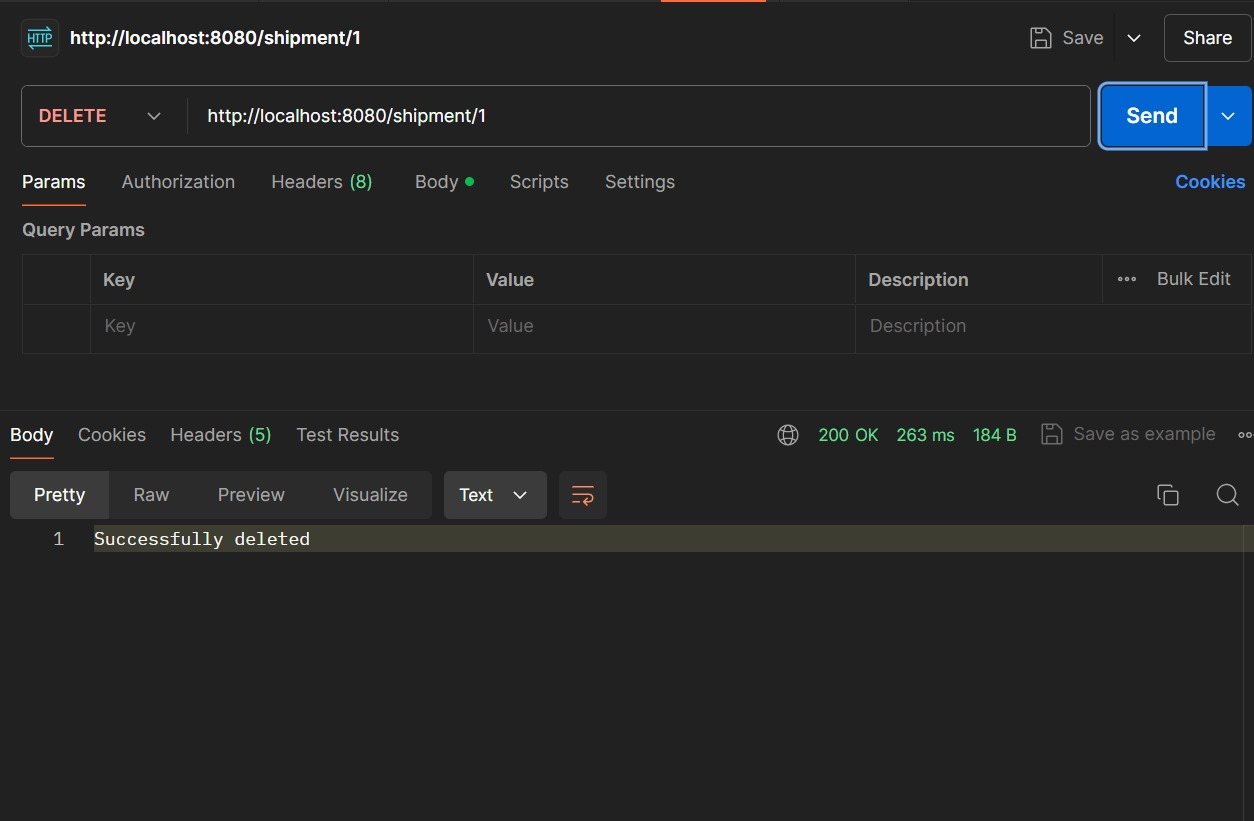 HTTP http://localhost:8080/shipment/1 Save Share
DELETE http://localhost:8080/shipment/1 Send
Params Authorization Headers (8) Body Scripts Settings Cookies
Query Params
Key Value Description Bulk Edit
Key Value Description
Body Cookies Headers (5) Test Results 200 OK 263 ms 184 B Save as example
Pretty Raw Preview Visualize Text
1 Successfully deleted